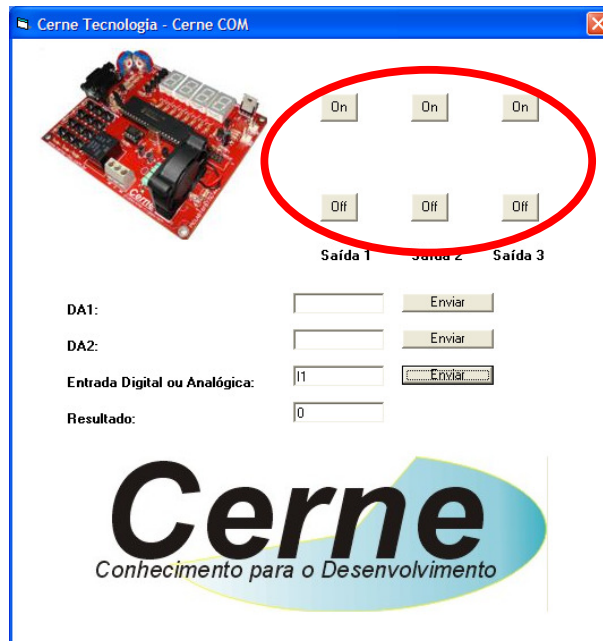 Cerne Tecnologia - Cerne COM
On On On
Off Off Off
Saída 1 Saída 2 Saída 3
DA1: Enviar
DA2: Enviar
Entrada Digital ou Analógica: I1 Enviar
Resultado: 0
Cerne
Conhecimento para o Desenvolvimento